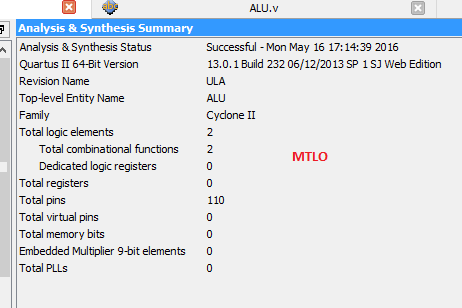 ALU.v
Analysis & Synthesis Summary
Analysis & Synthesis Status Successful - Mon May 16 17:14:39 2016
Quartus II 64-Bit Version 13.0.1 Build 232 06/12/2013 SP 1 SJ Web Edition
Revision Name ULA
Top-level Entity Name ALU
Family Cyclone II
Total logic elements 2
Total combinational functions 2
Dedicated logic registers 0
MTLO
Total registers 0
Total pins 110
Total virtual pins 0
Total memory bits 0
Embedded Multiplier 9-bit elements 0
Total PLLs 0